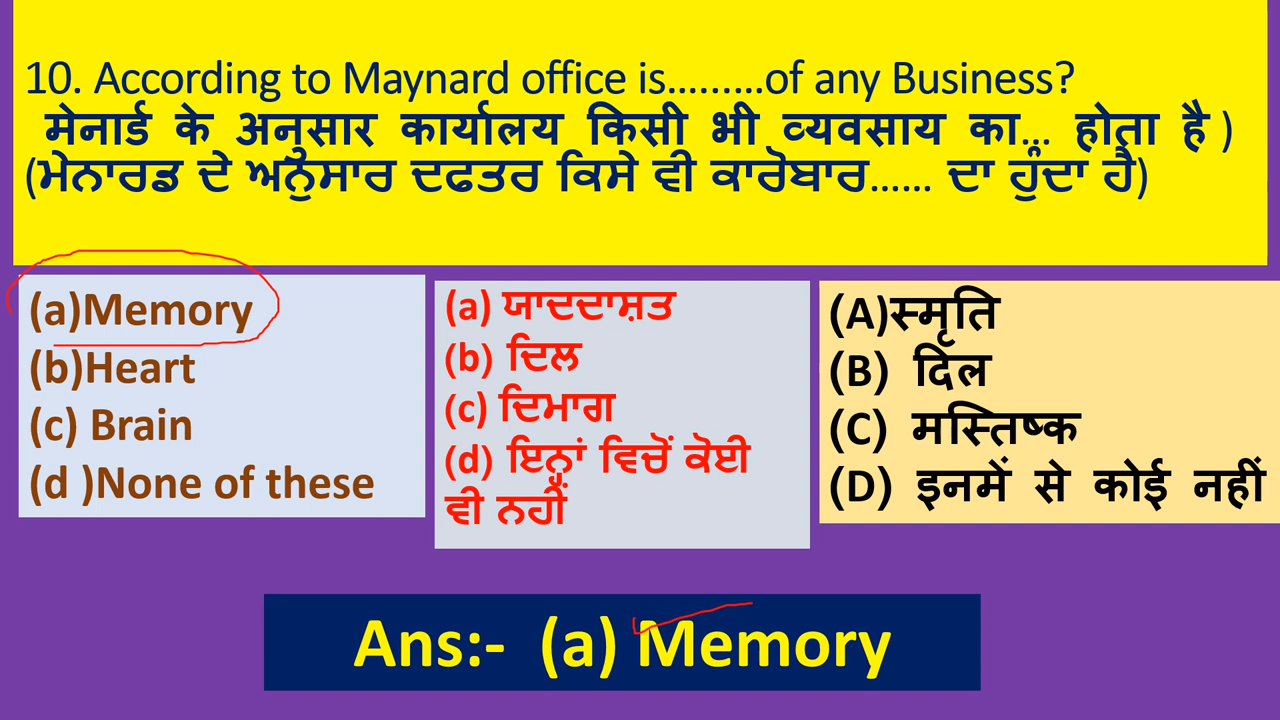 10. According to Maynard office is………of any Business?
मेनार्ड के अनुसार कार्यालय किसी भी व्यवसाय का… होता है )
(ਮੇਨਾਰਡ ਦੇ ਅਨੁਸਾਰ ਦਫਤਰ ਕਿਸੇ ਵੀ ਕਾਰੋਬਾਰ…… ਦਾ ਹੁੰਦਾ ਹੈ)
(a)Memory
(b)Heart
(c) Brain
(d )None of these
(a) ਯਾਦਦਾਸ਼ਤ
(b) ਦਿਲ
(c) ਦਿਮਾਗ
(d) ਇਨ੍ਹਾਂ ਵਿਚੋਂ ਕੋਈ
ਵੀ ਨਹੀਂ
(A)स्मृति
(B) दिल
(C) मस्तिष्क
(D) इनमें से कोई नहीं
Ans:- (a) Memory